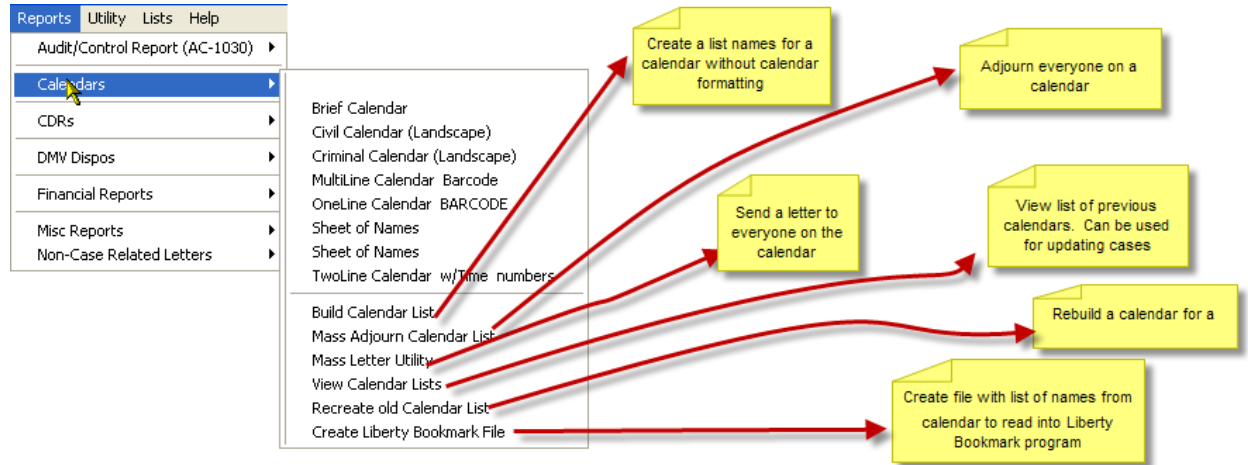 Reports Utility Lists Help
Audit/Control Report (AC-1030)
Calendars
CDRs
DMV Dispos
Financial Reports
Misc Reports
Non-Case Related Letters
Brief Calendar
Civil Calendar (Landscape)
Criminal Calendar (Landscape)
MultiLine Calendar Barcode
OneLine Calendar BARCODE
Sheet of Names
Sheet of Names
TwoLine Calendar w/Time numbers
Build Calendar List
Mass Adjourn Calendar List
Mass Letter Utility
View Calendar Lists
Recreate old Calendar List
Create Liberty Bookmark File
Create a list names for a
calendar without calendar
formatting
Adjourn everyone on a
calendar
Send a letter to
everyone on the
calendar
View list of previous
calendars. Can be used
for updating cases
Rebuild a calendar for a
Create file with list of names from
calendar to read into Liberty
Bookmark program